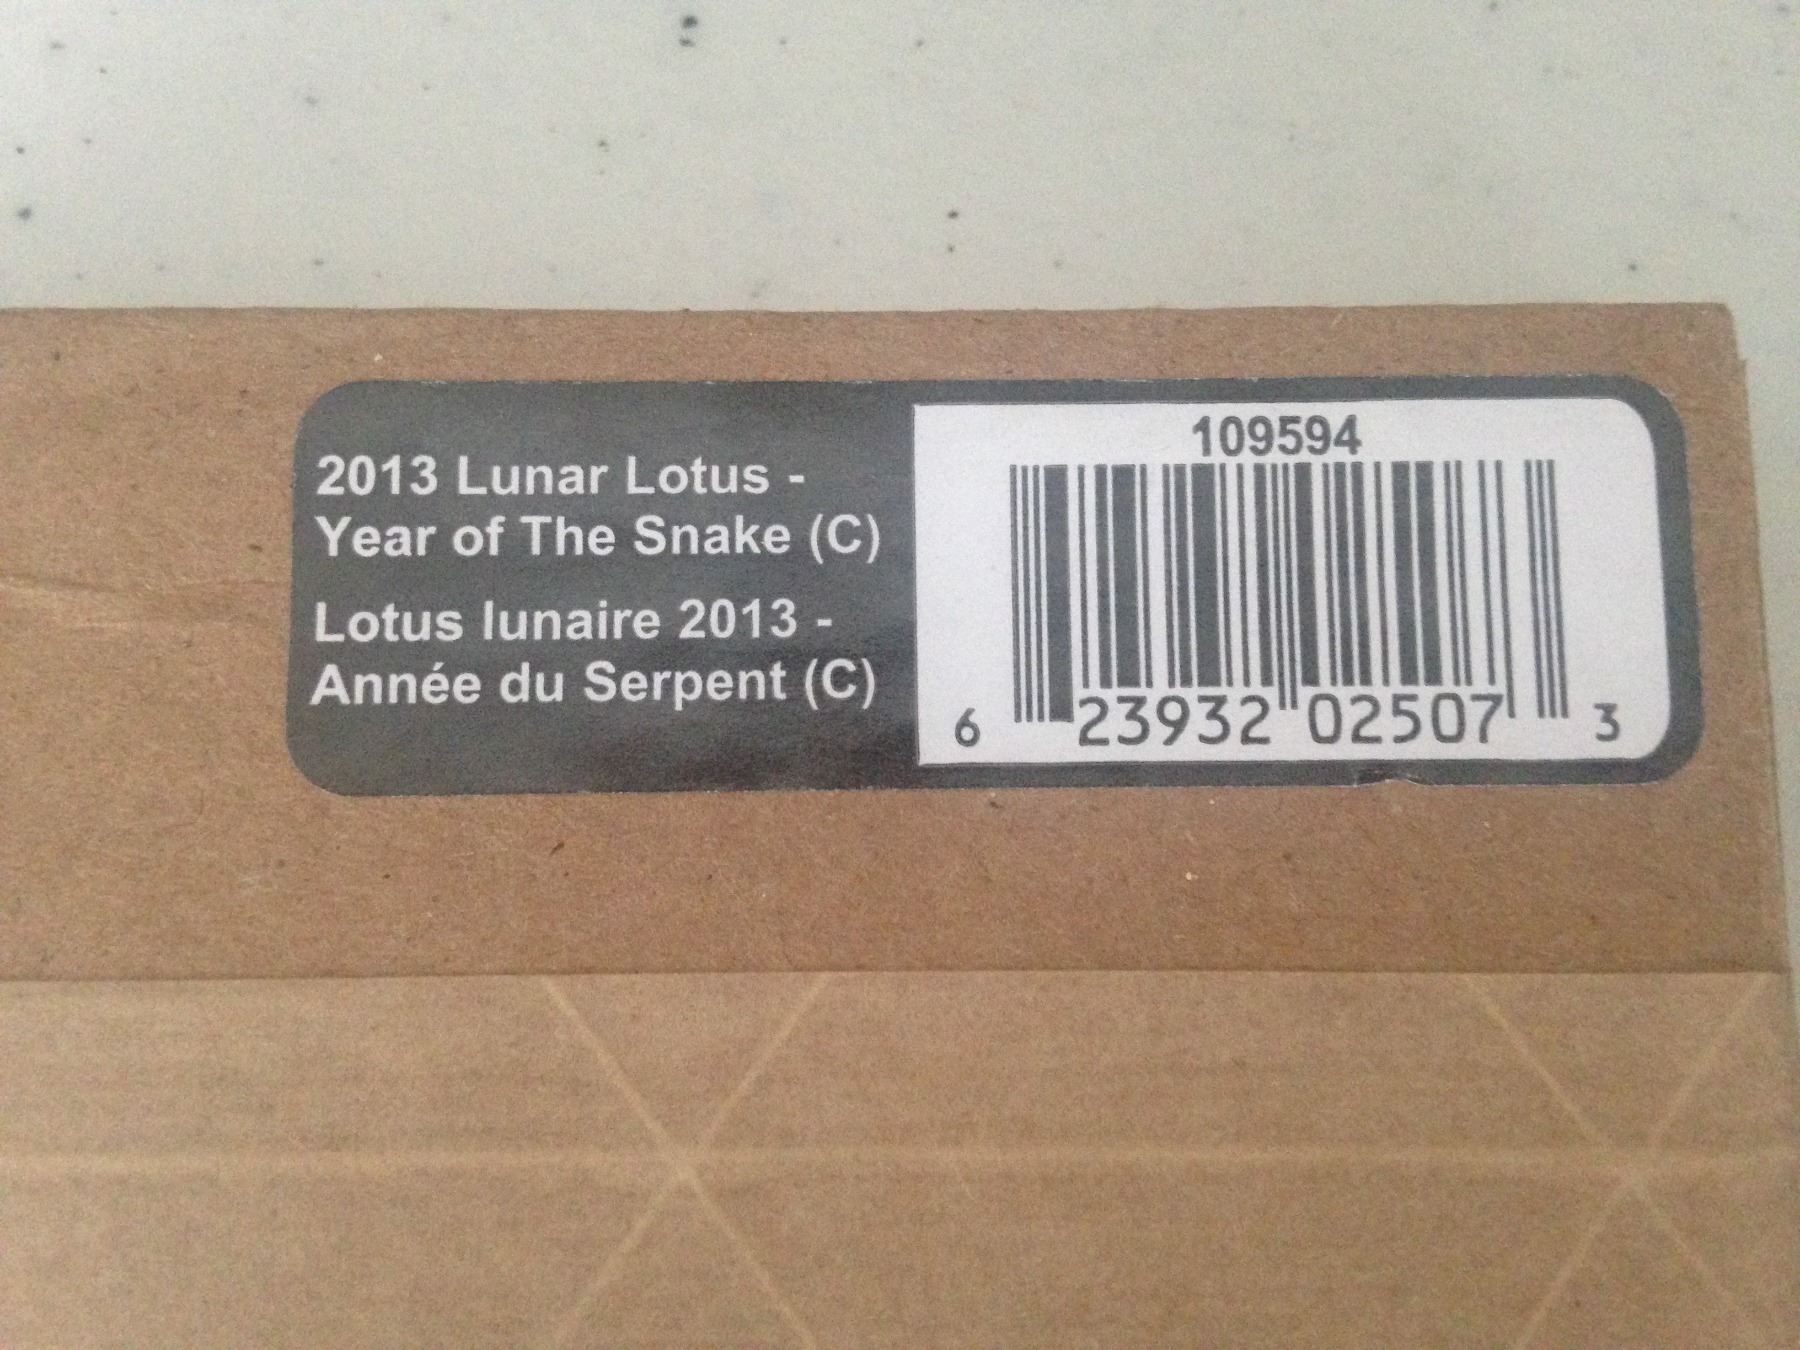 2013 Lunar Lotus -
Year of The Snake (C)
Lotus lunaire 2013 -
Année du Serpent (C)
109594
6 23932 02507 3